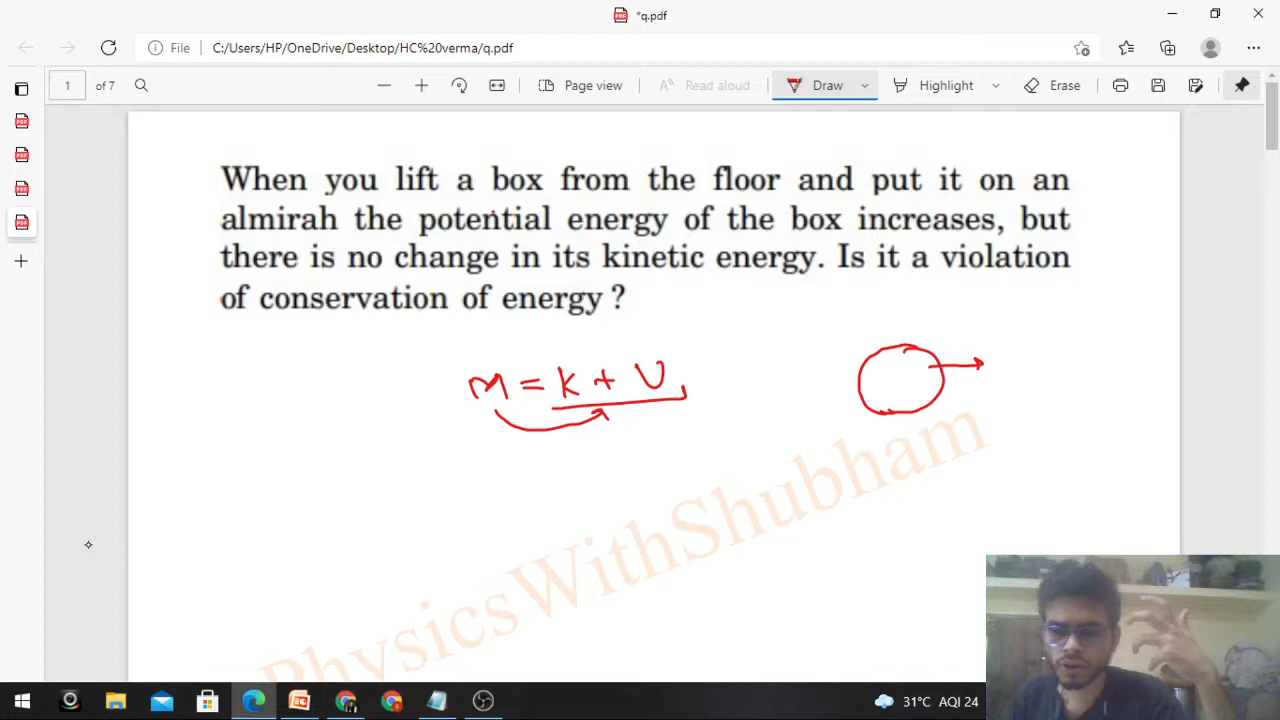 *q.pdf
File C:/Users/HP/OneDrive/Desktop/HC%20verma/q.pdf
1 of 7 Page view Read aloud Draw Highlight Erase
When you lift a box from the floor and put it on an
almirah the potential energy of the box increases, but
there is no change in its kinetic energy. Is it a violation
of conservation of energy ?
M = K + U
PhysicsWithShubham
31°C AQI 24